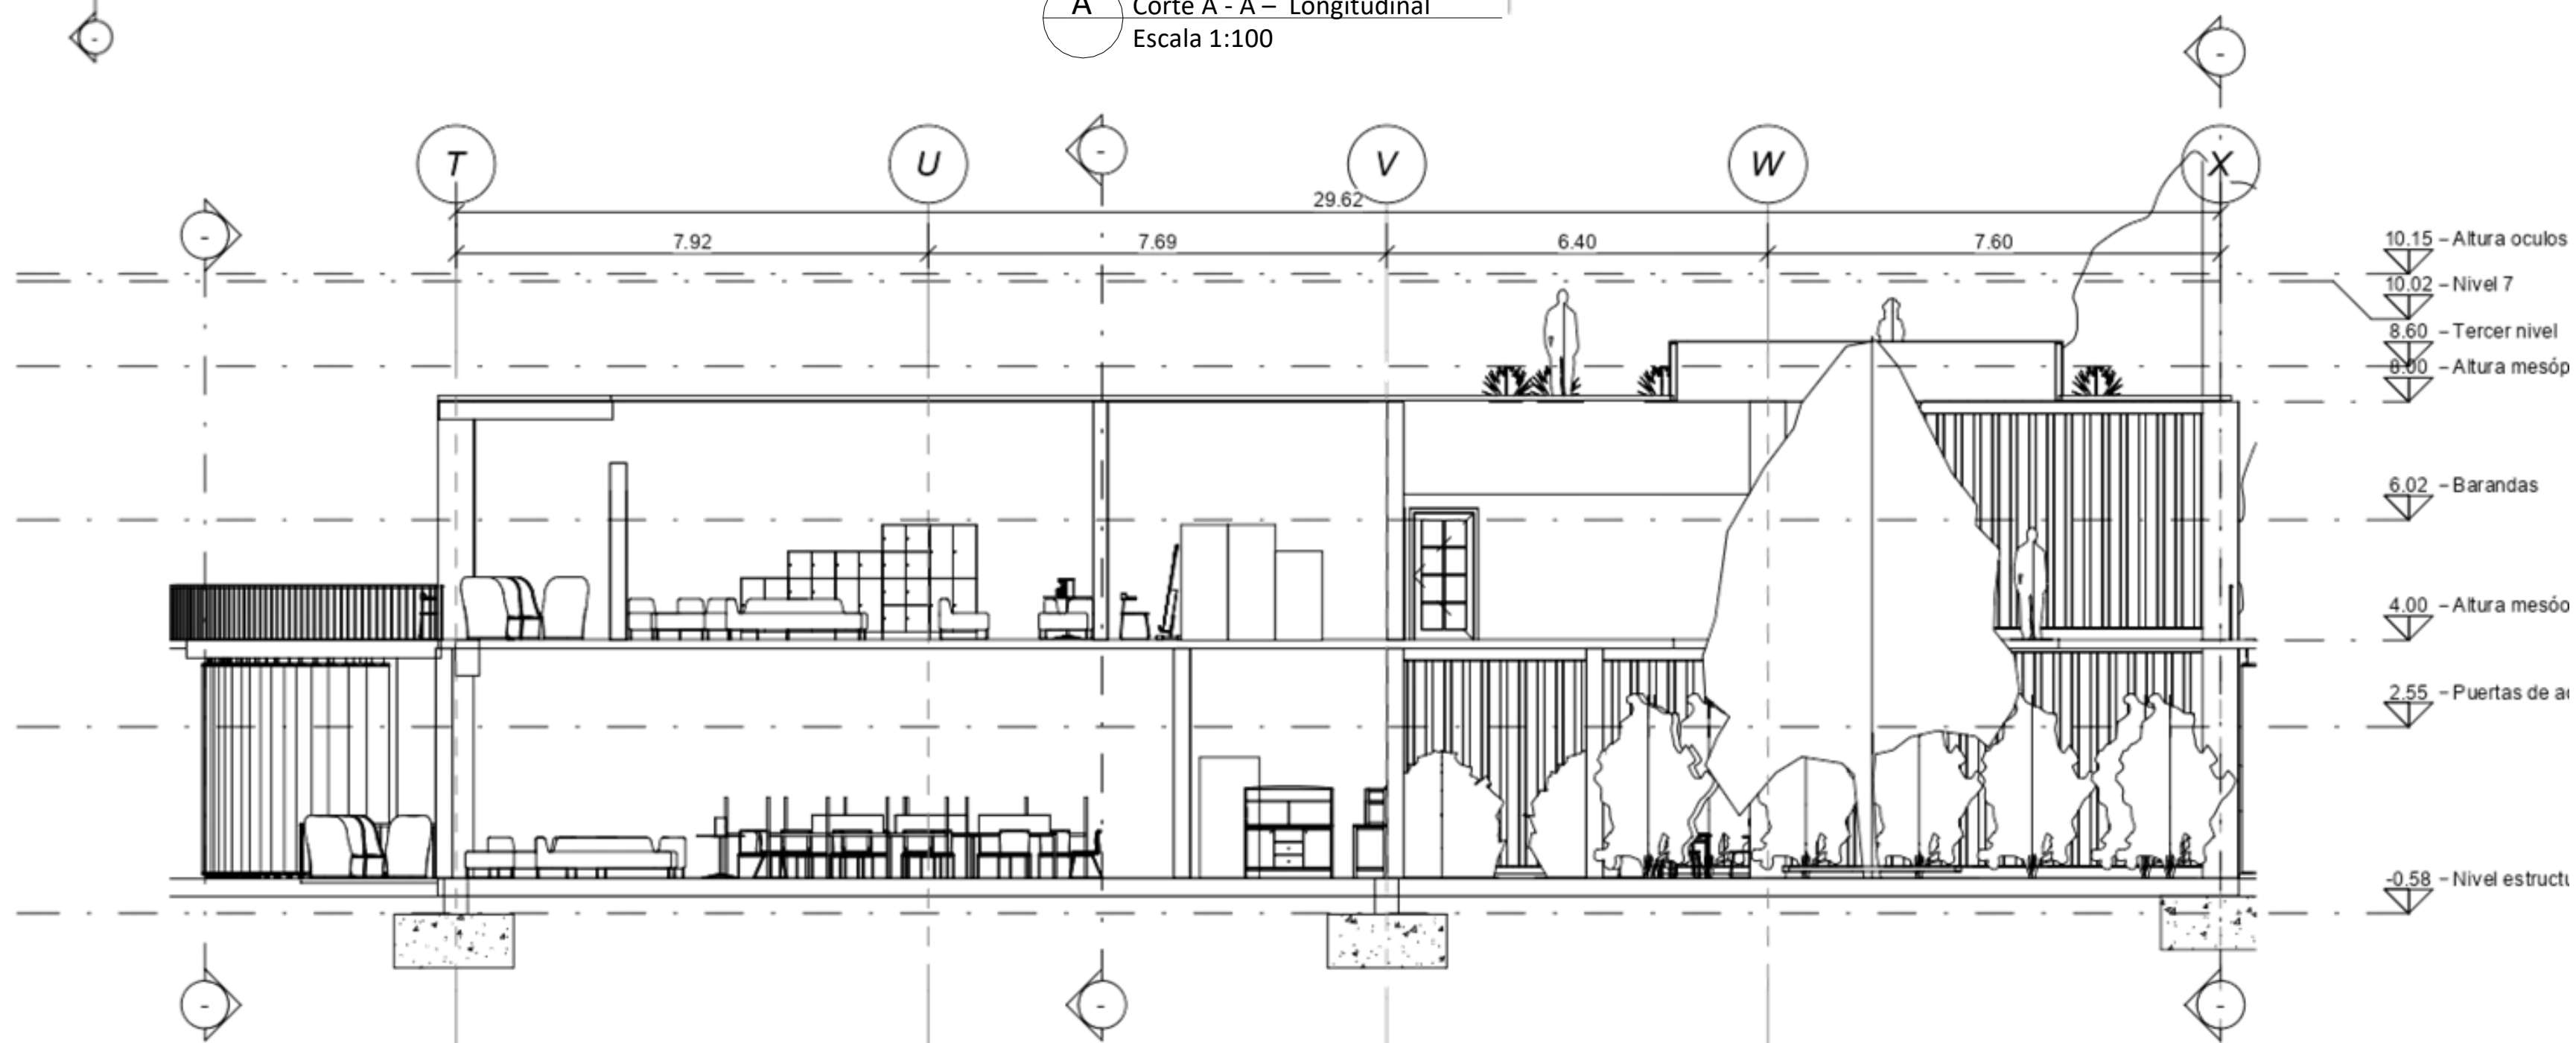 A
Corte A - A – Longitudinal
Escala 1:100
-
-
T
U
-
V
W
X
29.62
-
7.92
7.69
6.40
7.60
10.15 – Altura oculos
10.02 – Nivel 7
8.60 – Tercer nivel
8.00 – Altura mesóp
6.02 – Barandas
4.00 – Altura mesóo
2.55 – Puertas de a
-0.58 – Nivel estructu
-
-
-